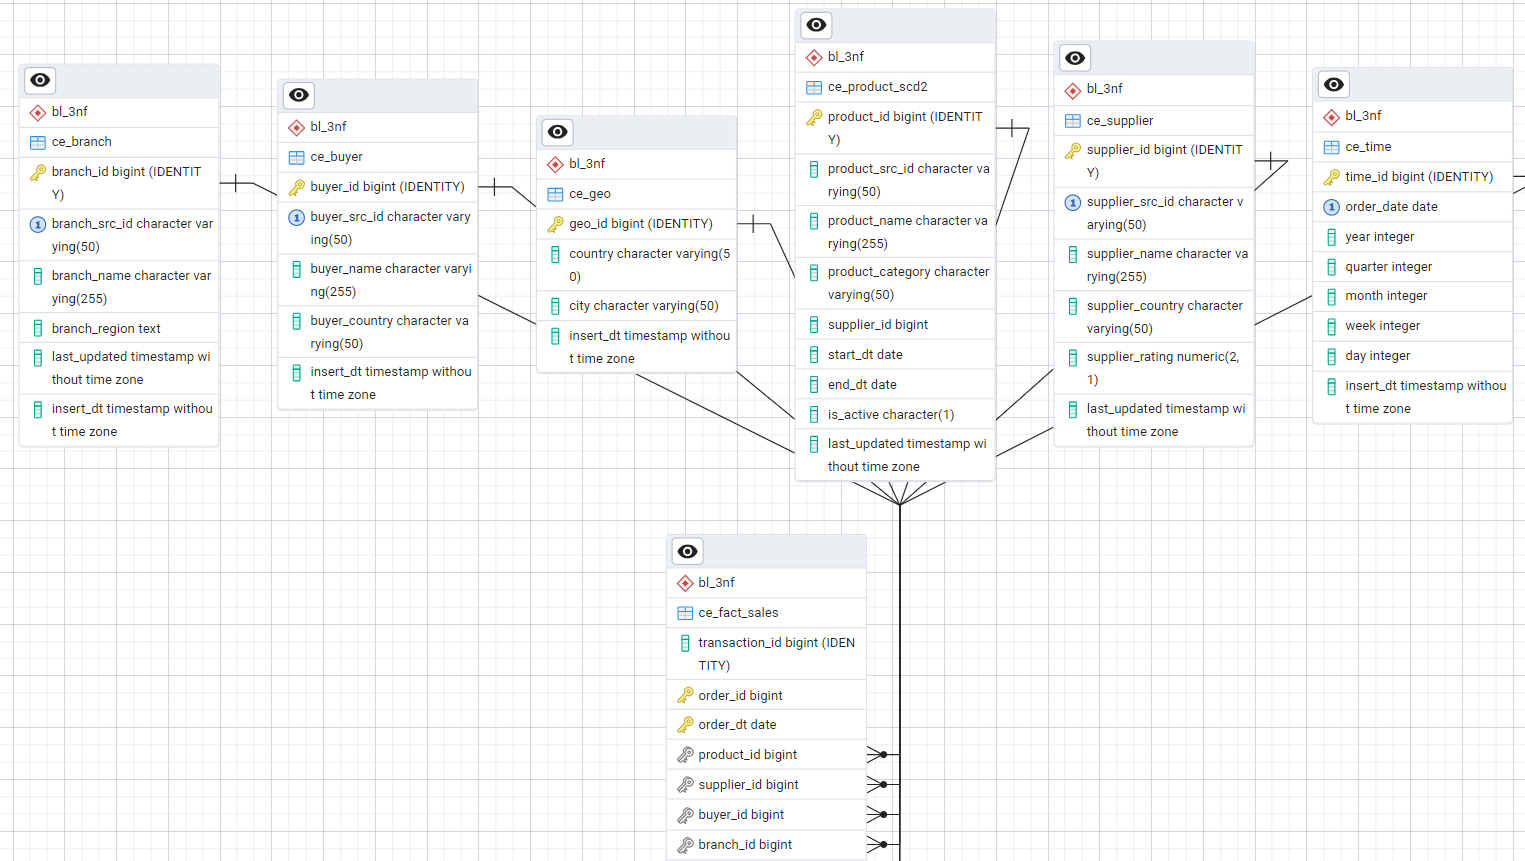 bl_3nf
ce_branch
branch_id bigint (IDENTIT
Y)
branch_src_id character var
ying(50)
branch_name character var
ying(255)
branch_region text
last_updated timestamp wi
thout time zone
insert_dt timestamp withou
t time zone
bl_3nf
ce_buyer
buyer_id bigint (IDENTITY)
buyer_src_id character vary
ing(50)
buyer_name character varyi
ng(255)
buyer_country character va
rying(50)
insert_dt timestamp withou
t time zone
bl_3nf
ce_geo
geo_id bigint (IDENTITY)
country character varying(5
0)
city character varying(50)
insert_dt timestamp withou
t time zone
bl_3nf
ce_product_scd2
product_id bigint (IDENTIT
Y)
product_src_id character va
rying(50)
product_name character va
rying(255)
product_category character
varying(50)
supplier_id bigint
start_dt date
end_dt date
is_active character(1)
last_updated timestamp wi
thout time zone
bl_3nf
ce_supplier
supplier_id bigint (IDENTIT
Y)
supplier_src_id character v
arying(50)
supplier_name character va
rying(255)
supplier_country character
varying(50)
supplier_rating numeric(2,
1)
last_updated timestamp wi
thout time zone
bl_3nf
ce_time
time_id bigint (IDENTITY)
order_date date
year integer
quarter integer
month integer
week integer
day integer
insert_dt timestamp withou
t time zone
bl_3nf
ce_fact_sales
transaction_id bigint (IDEN
TITY)
order_id bigint
order_dt date
product_id bigint
supplier_id bigint
buyer_id bigint
branch_id bigint